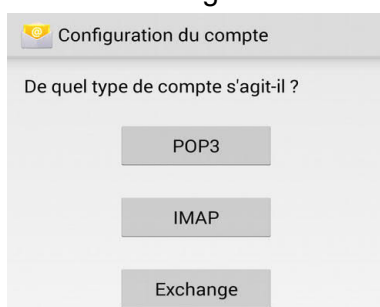 Configuration du compte
De quel type de compte s'agit-il ?
POP3
IMAP
Exchange